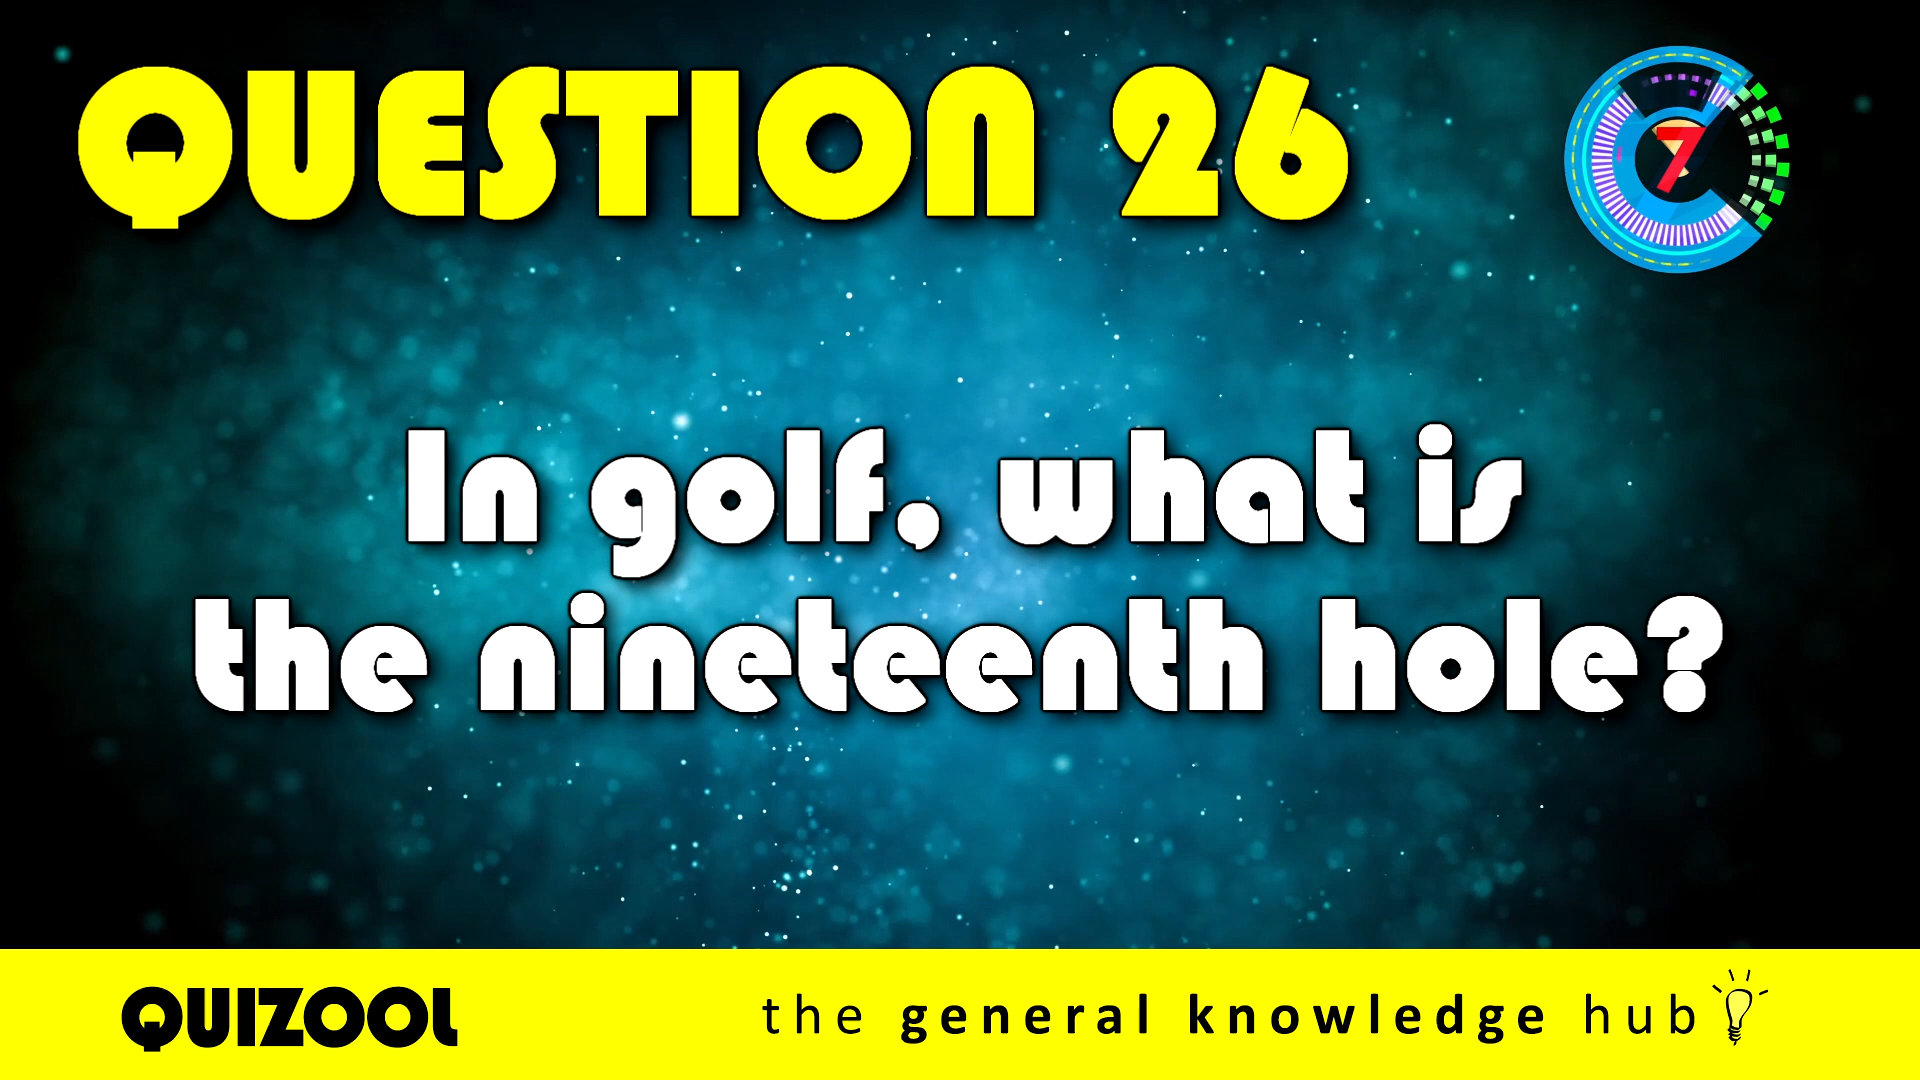 QUESTION 26
7
In golf, what is
the nineteenth hole?
QUIZOOL
the general knowledge hub